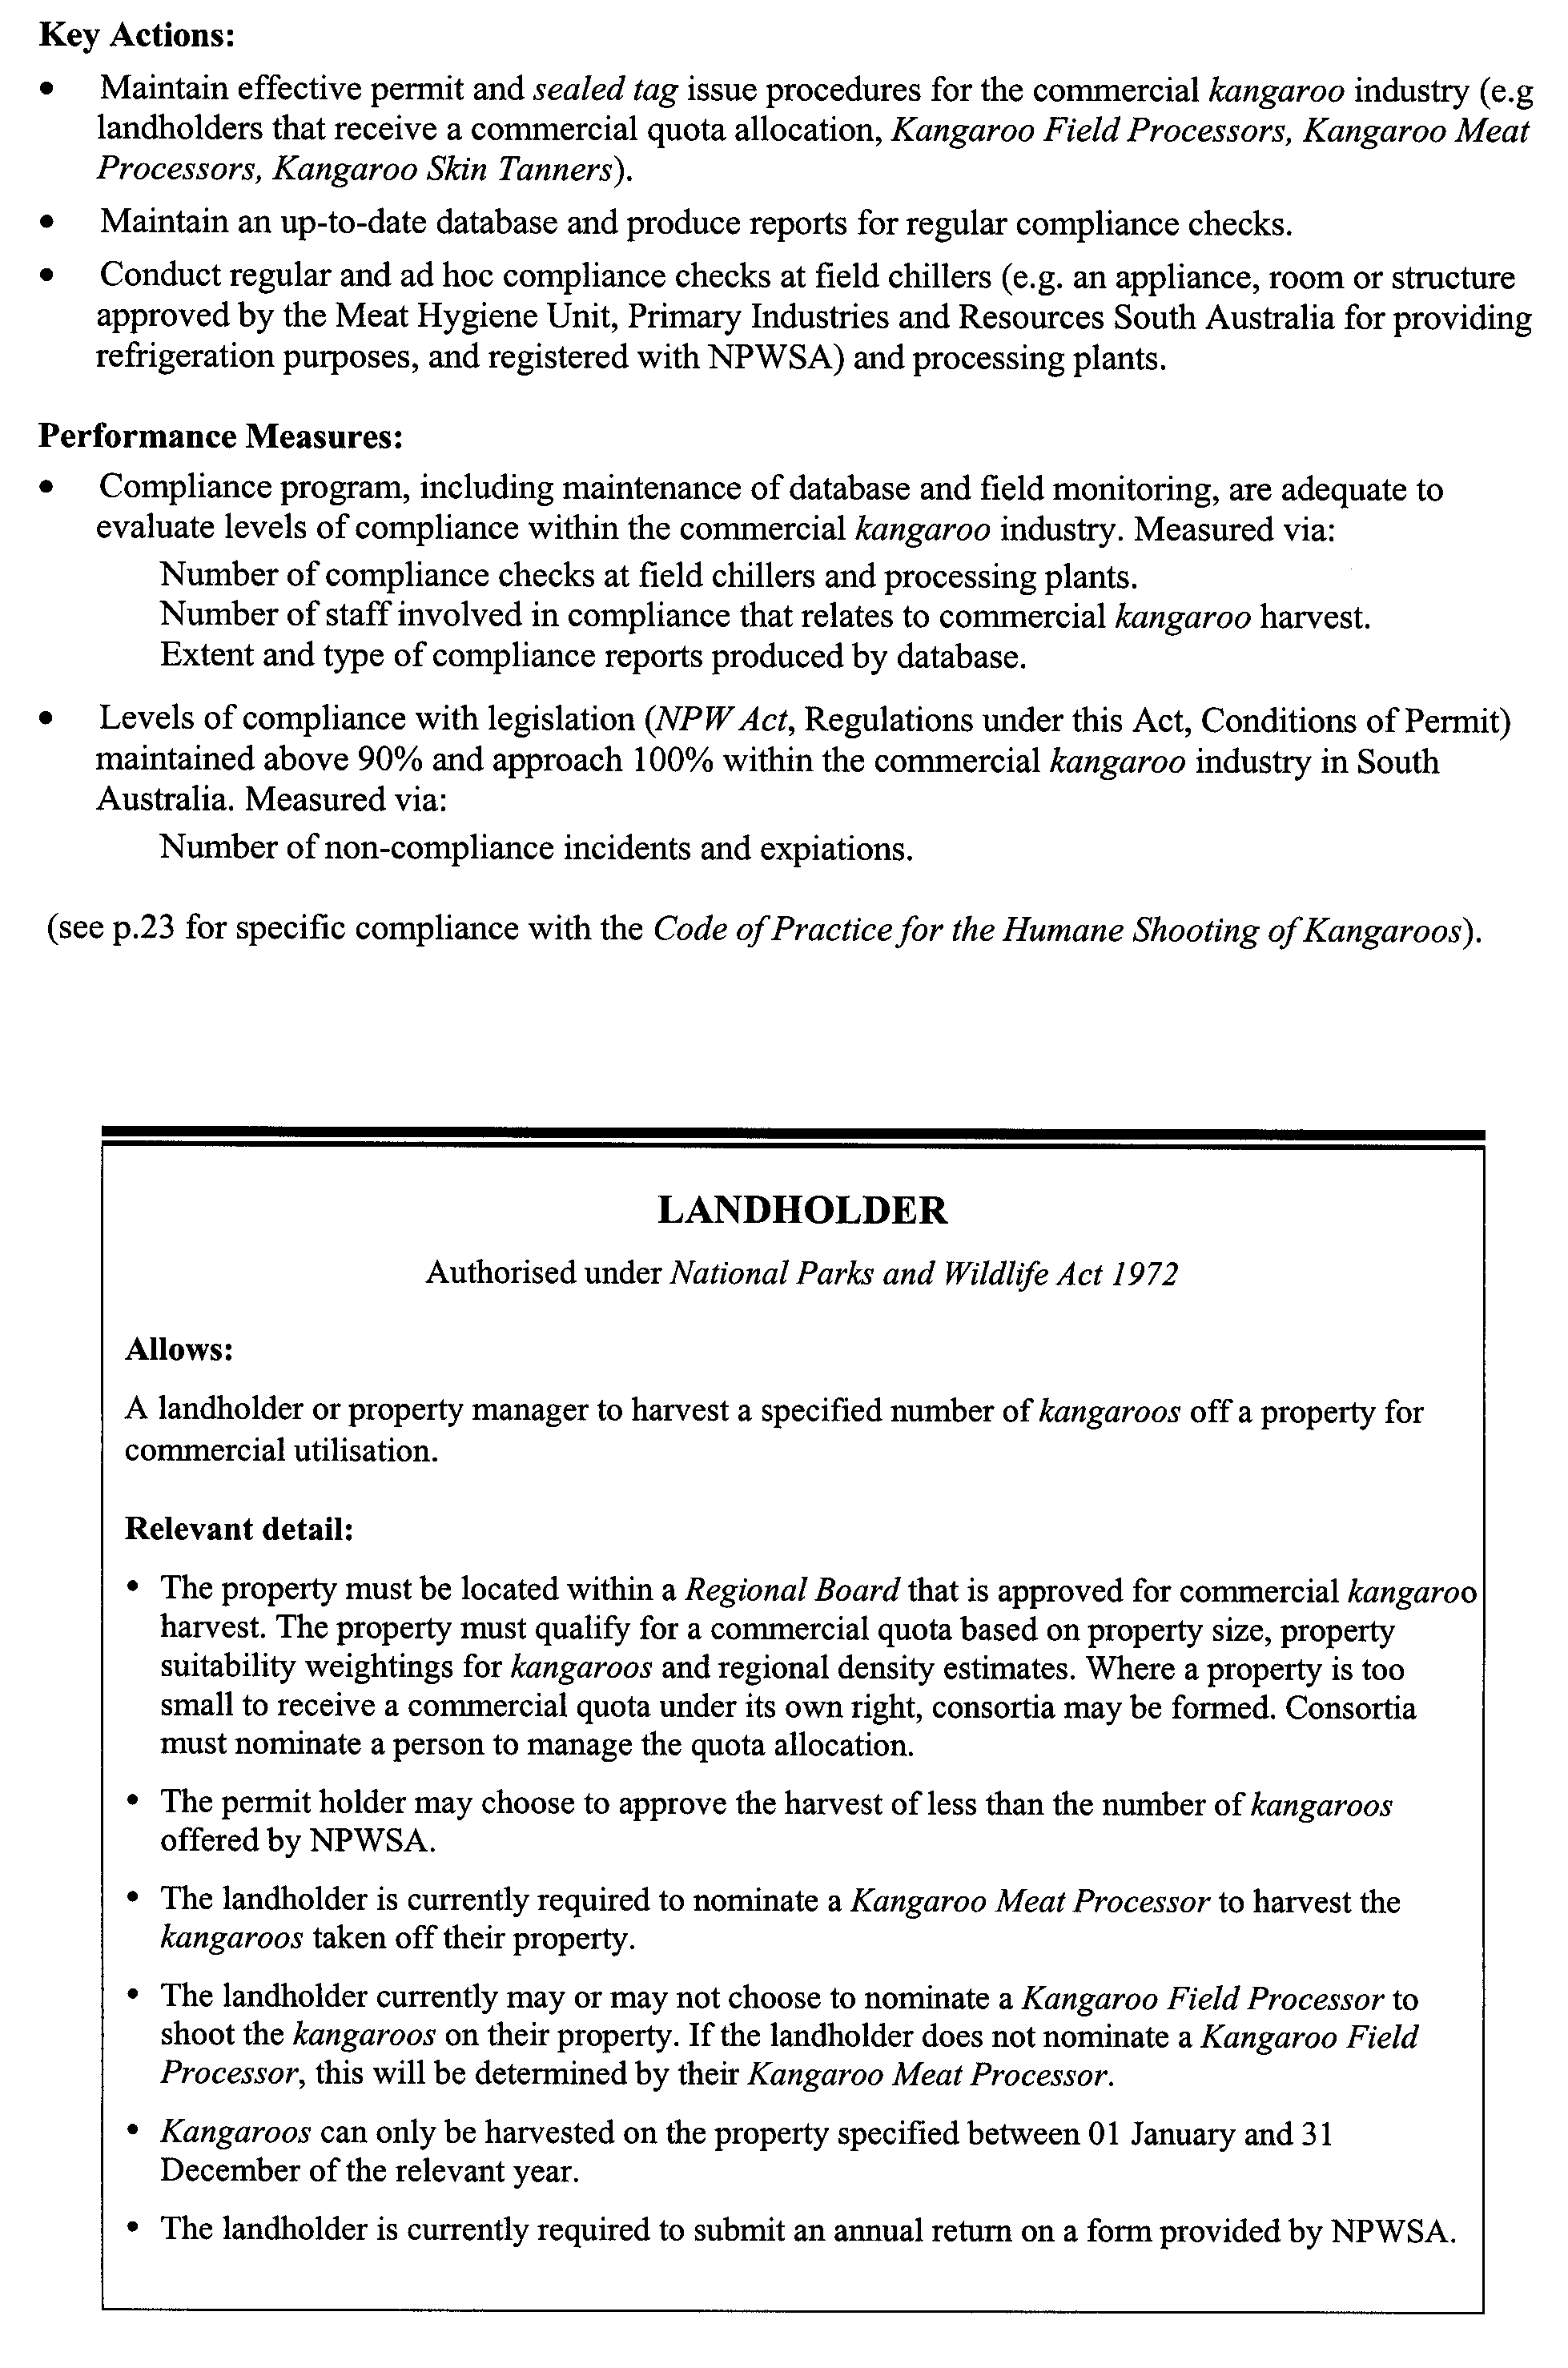 Key Actions:
• Maintain effective permit and sealed tag issue procedures for the commercial kangaroo industry (e.g
landholders that receive a commercial quota allocation, Kangaroo Field Processors, Kangaroo Meat
Processors, Kangaroo Skin Tanners).
• Maintain an up-to-date database and produce reports for regular compliance checks.
• Conduct regular and ad hoc compliance checks at field chillers (e.g. an appliance, room or structure
approved by the Meat Hygiene Unit, Primary Industries and Resources South Australia for providing
refrigeration purposes, and registered with NPWSA) and processing plants.
Performance Measures:
• Compliance program, including maintenance of database and field monitoring, are adequate to
evaluate levels of compliance within the commercial kangaroo industry. Measured via:
Number of compliance checks at field chillers and processing plants.
Number of staff involved in compliance that relates to commercial kangaroo harvest.
Extent and type of compliance reports produced by database.
• Levels of compliance with legislation (NPW Act, Regulations under this Act, Conditions of Permit)
maintained above 90% and approach 100% within the commercial kangaroo industry in South
Australia. Measured via:
Number of non-compliance incidents and expiations.
(see p.23 for specific compliance with the Code of Practice for the Humane Shooting of Kangaroos).
LANDHOLDER
Authorised under National Parks and Wildlife Act 1972
Allows:
A landholder or property manager to harvest a specified number of kangaroos off a property for
commercial utilisation.
Relevant detail:
• The property must be located within a Regional Board that is approved for commercial kangaroo
harvest. The property must qualify for a commercial quota based on property size, property
suitability weightings for kangaroos and regional density estimates. Where a property is too
small to receive a commercial quota under its own right, consortia may be formed. Consortia
must nominate a person to manage the quota allocation.
• The permit holder may choose to approve the harvest of less than the number of kangaroos
offered by NPWSA.
• The landholder is currently required to nominate a Kangaroo Meat Processor to harvest the
kangaroos taken off their property.
• The landholder currently may or may not choose to nominate a Kangaroo Field Processor to
shoot the kangaroos on their property. If the landholder does not nominate a Kangaroo Field
Processor, this will be determined by their Kangaroo Meat Processor.
• Kangaroos can only be harvested on the property specified between 01 January and 31
December of the relevant year.
• The landholder is currently required to submit an annual return on a form provided by NPWSA.